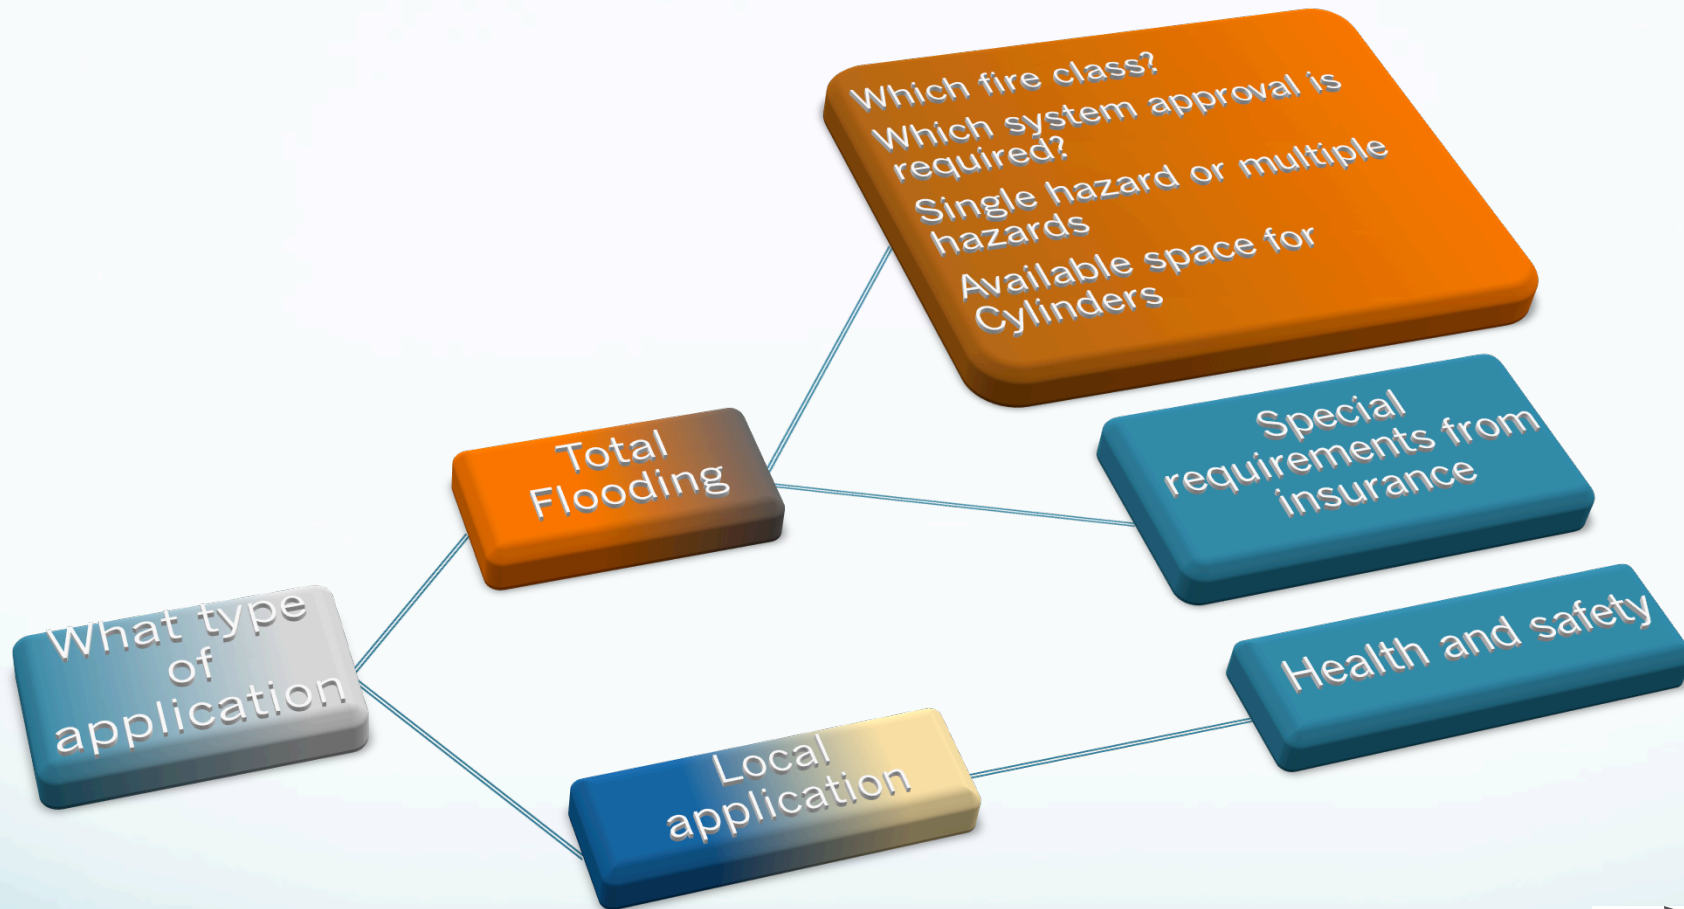 Which fire class?
Which system approval is
required?
Single hazard or multiple
hazards
Available space for
Cylinders
Special
requirements from
insurance
Total
Flooding
Health and safety
What type
of
application
Local
application